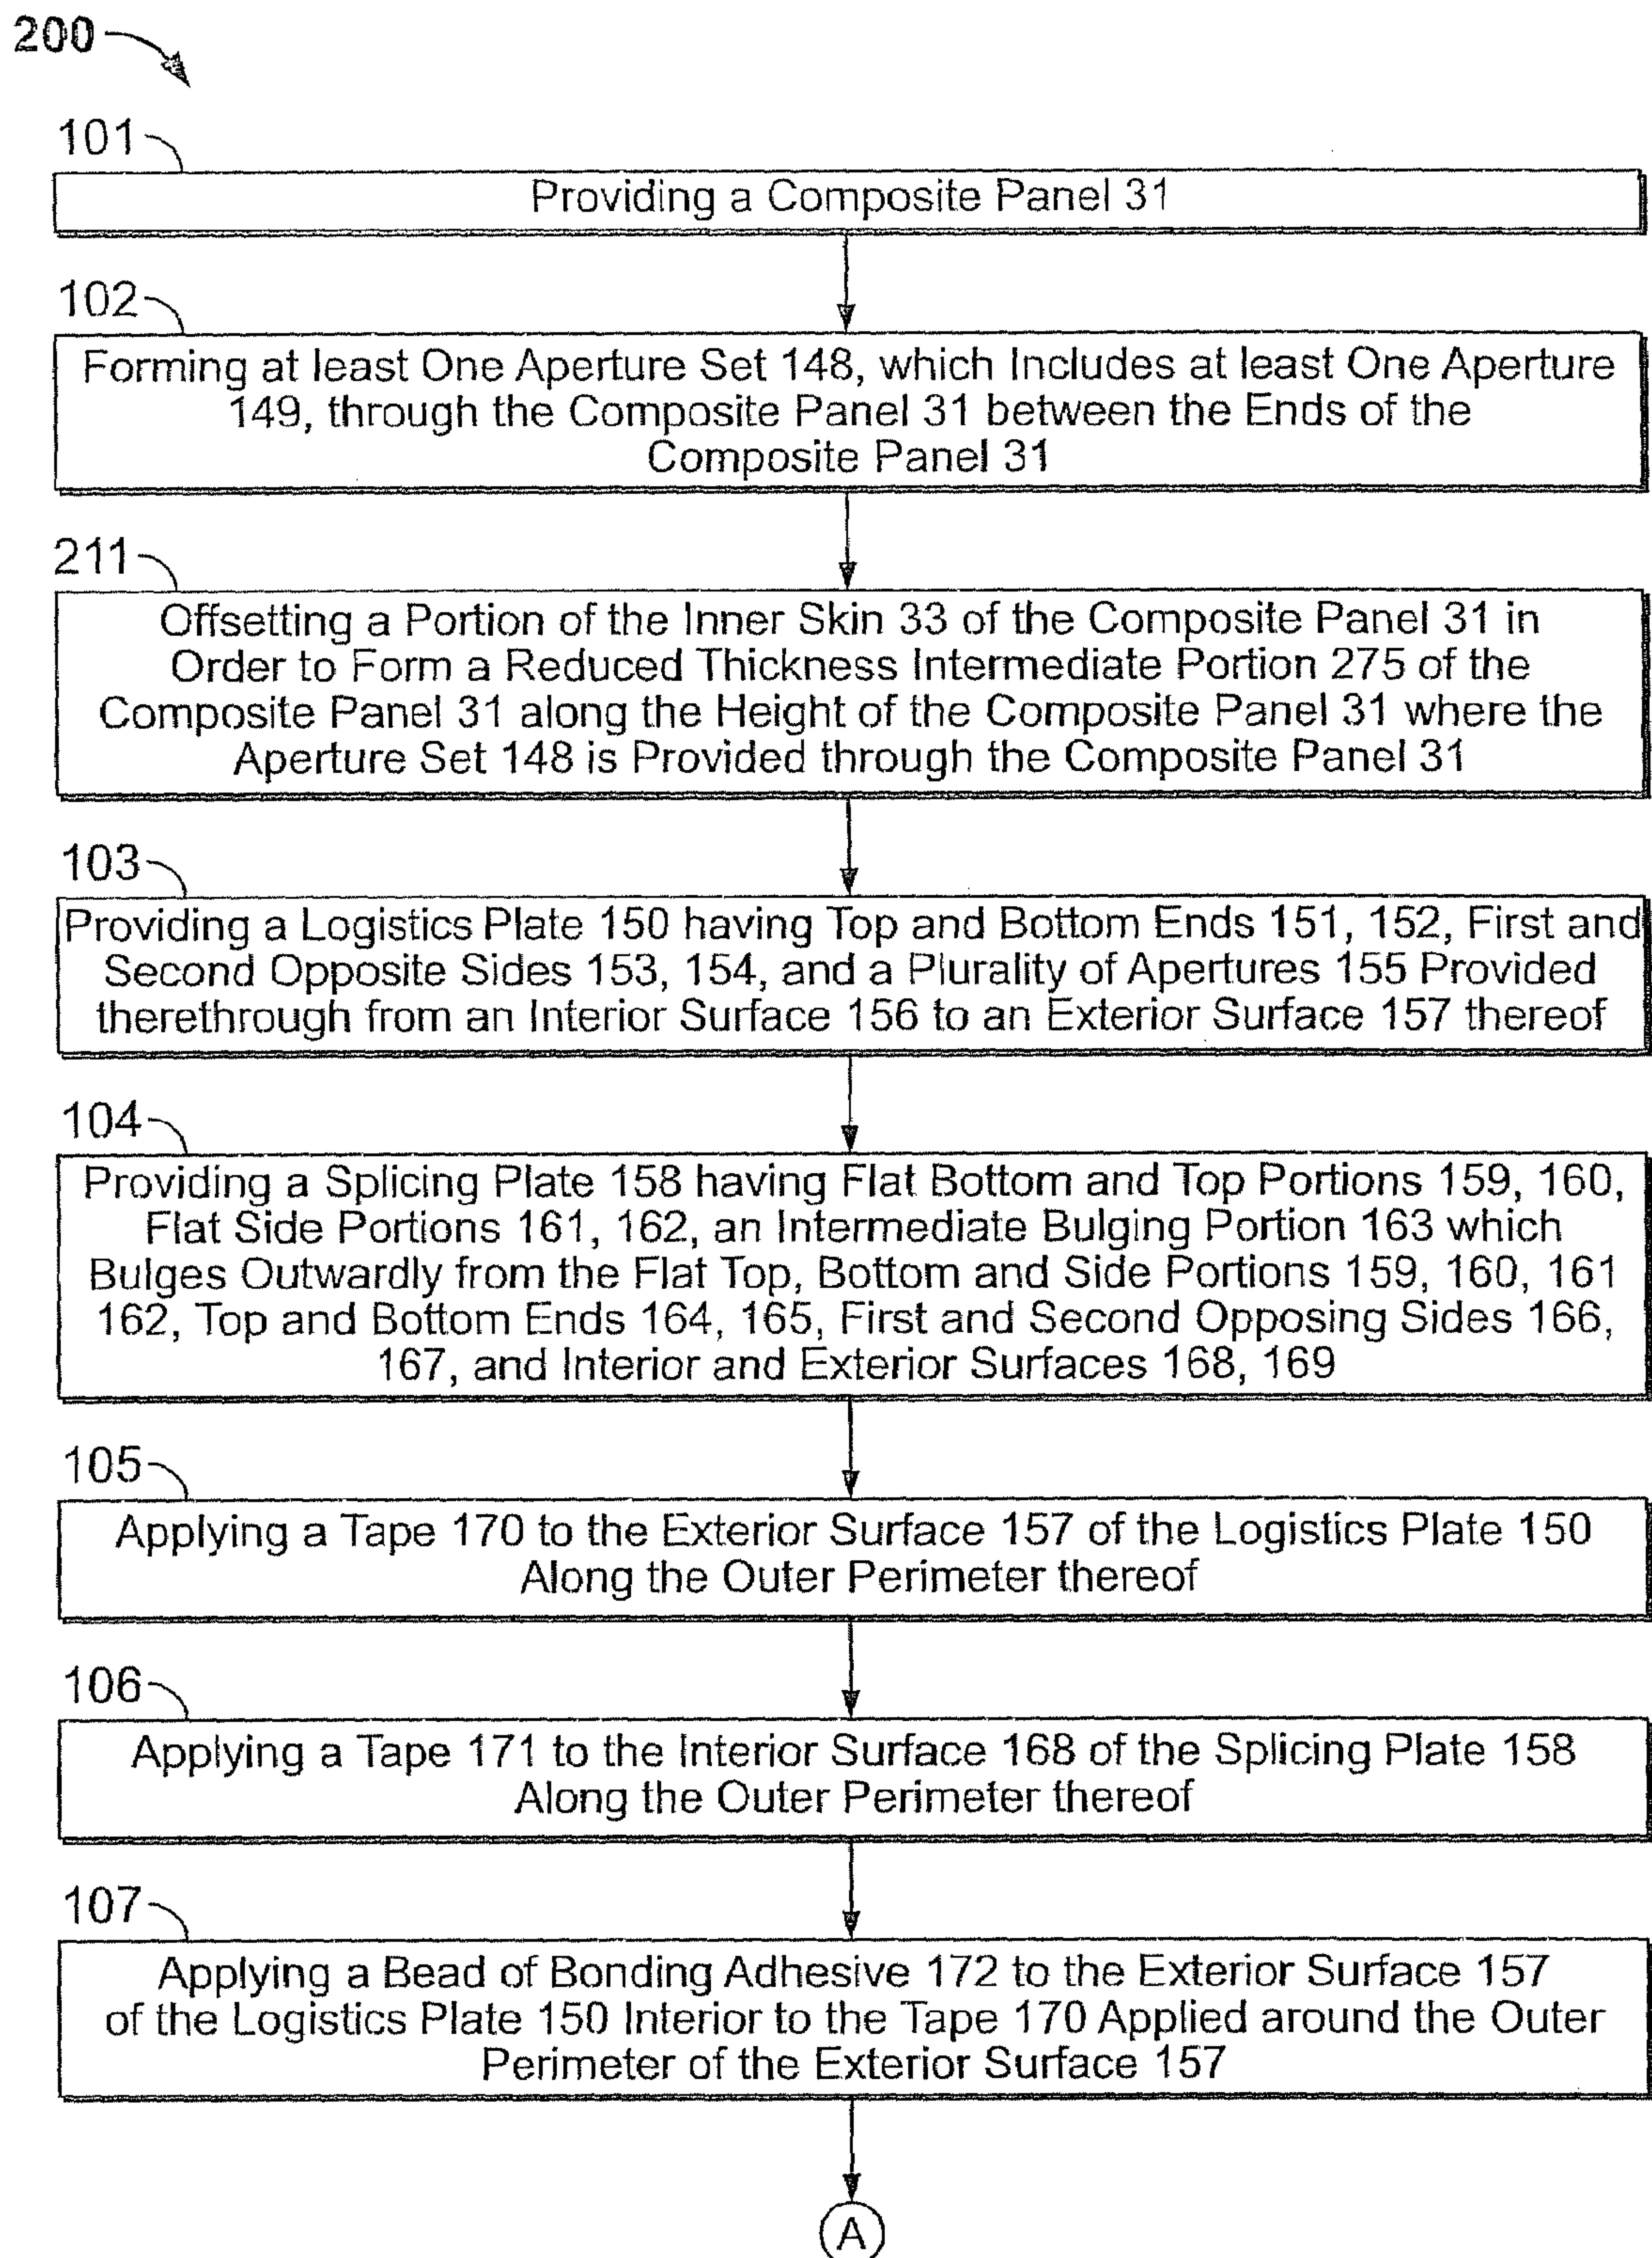 200
101
Providing a Composite Panel 31
102
Forming at least One Aperture Set 148, which Includes at least One Aperture
149, through the Composite Panel 31 between the Ends of the
Composite Panel 31
211
Offsetting a Portion of the Inner Skin 33 of the Composite Panel 31 in
Order to Form a Reduced Thickness Intermediate Portion 275 of the
Composite Panel 31 along the Height of the Composite Panel 31 where the
Aperture Set 148 is Provided through the Composite Panel 31
103
Providing a Logistics Plate 150 having Top and Bottom Ends 151, 152, First and
Second Opposite Sides 153, 154, and a Plurality of Apertures 155 Provided
therethrough from an Interior Surface 156 to an Exterior Surface 157 thereof
104
Providing a Splicing Plate 158 having Flat Bottom and Top Portions 159, 160,
Flat Side Portions 161, 162, an Intermediate Bulging Portion 163 which
Bulges Outwardly from the Flat Top, Bottom and Side Portions 159, 160, 161
162, Top and Bottom Ends 164, 165, First and Second Opposing Sides 166,
167, and Interior and Exterior Surfaces 168, 169
105
Applying a Tape 170 to the Exterior Surface 157 of the Logistics Plate 150
Along the Outer Perimeter thereof
106
Applying a Tape 171 to the Interior Surface 168 of the Splicing Plate 158
Along the Outer Perimeter thereof
107
Applying a Bead of Bonding Adhesive 172 to the Exterior Surface 157
of the Logistics Plate 150 Interior to the Tape 170 Applied around the Outer
Perimeter of the Exterior Surface 157
A